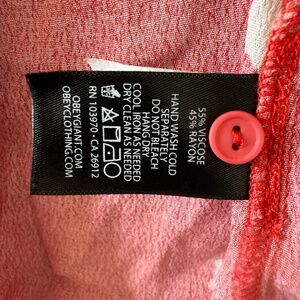 55% VISCOSE
45% RAYON
HAND WASH COLD
SEPARATELY
DO NOT BLEACH
HANG DRY
COOL IRON AS NEEDED
DRY CLEAN AS NEEDED
RN 103970 • CA 26912
OBEYGIANT.COM
OBEYCLOTHING.COM